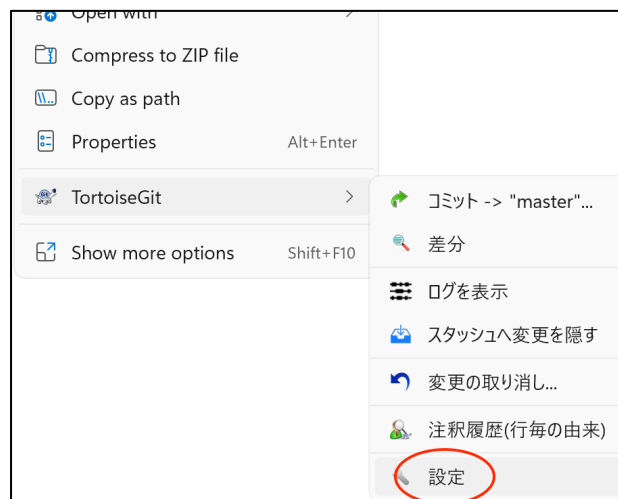 Open with
Compress to ZIP file
Copy as path
Properties Alt+Enter
TortoiseGit
Show more options Shift+F10
コミット -> "master"...
差分
ログを表示
スタッシュへ変更を隠す
変更の取り消し...
注釈履歴(行毎の由来)
設定